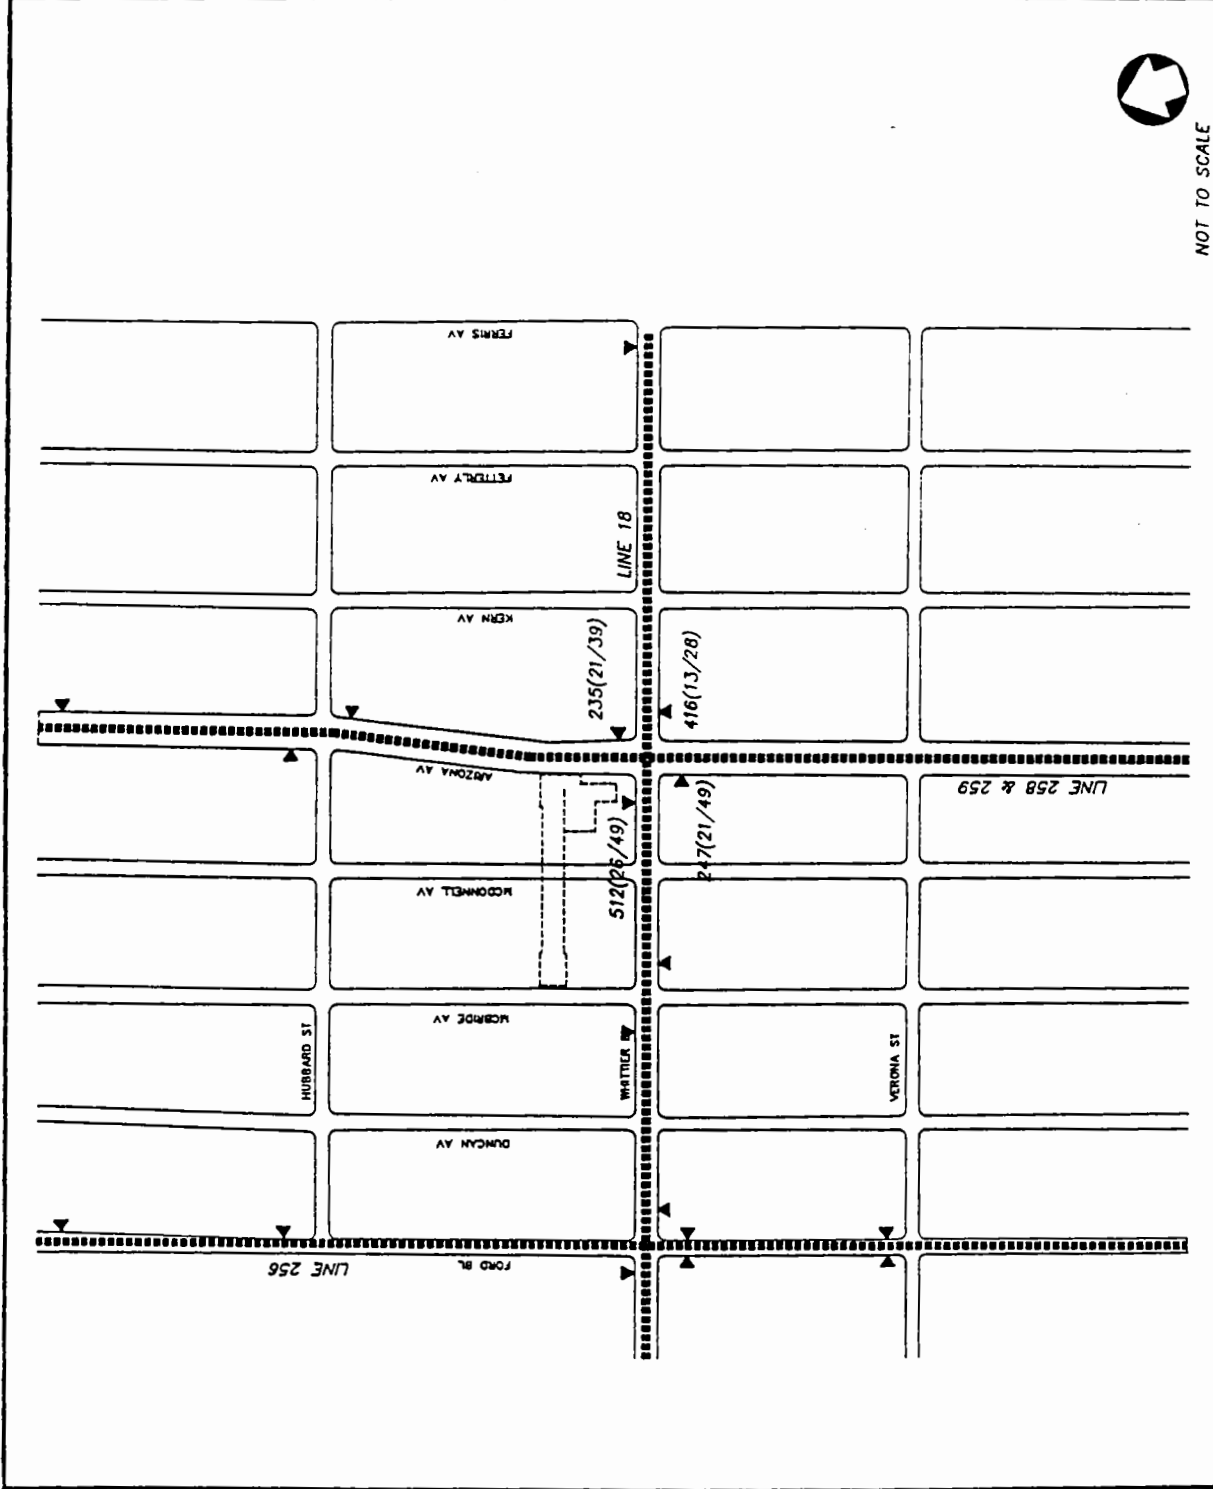 NOT TO SCALE
FERRIS AV
FETTERLY AV
LINE 18
KERN AV
235(21/39)
416(13/28)
ARIZONA AV
LINE 258 & 259
512(26/49)
247(21/49)
MCDONNELL AV
MCBRIDE AV
HUBBARD ST
WHITTIER
VERONA ST
DUNCAN AV
LINE 256
FORD BL